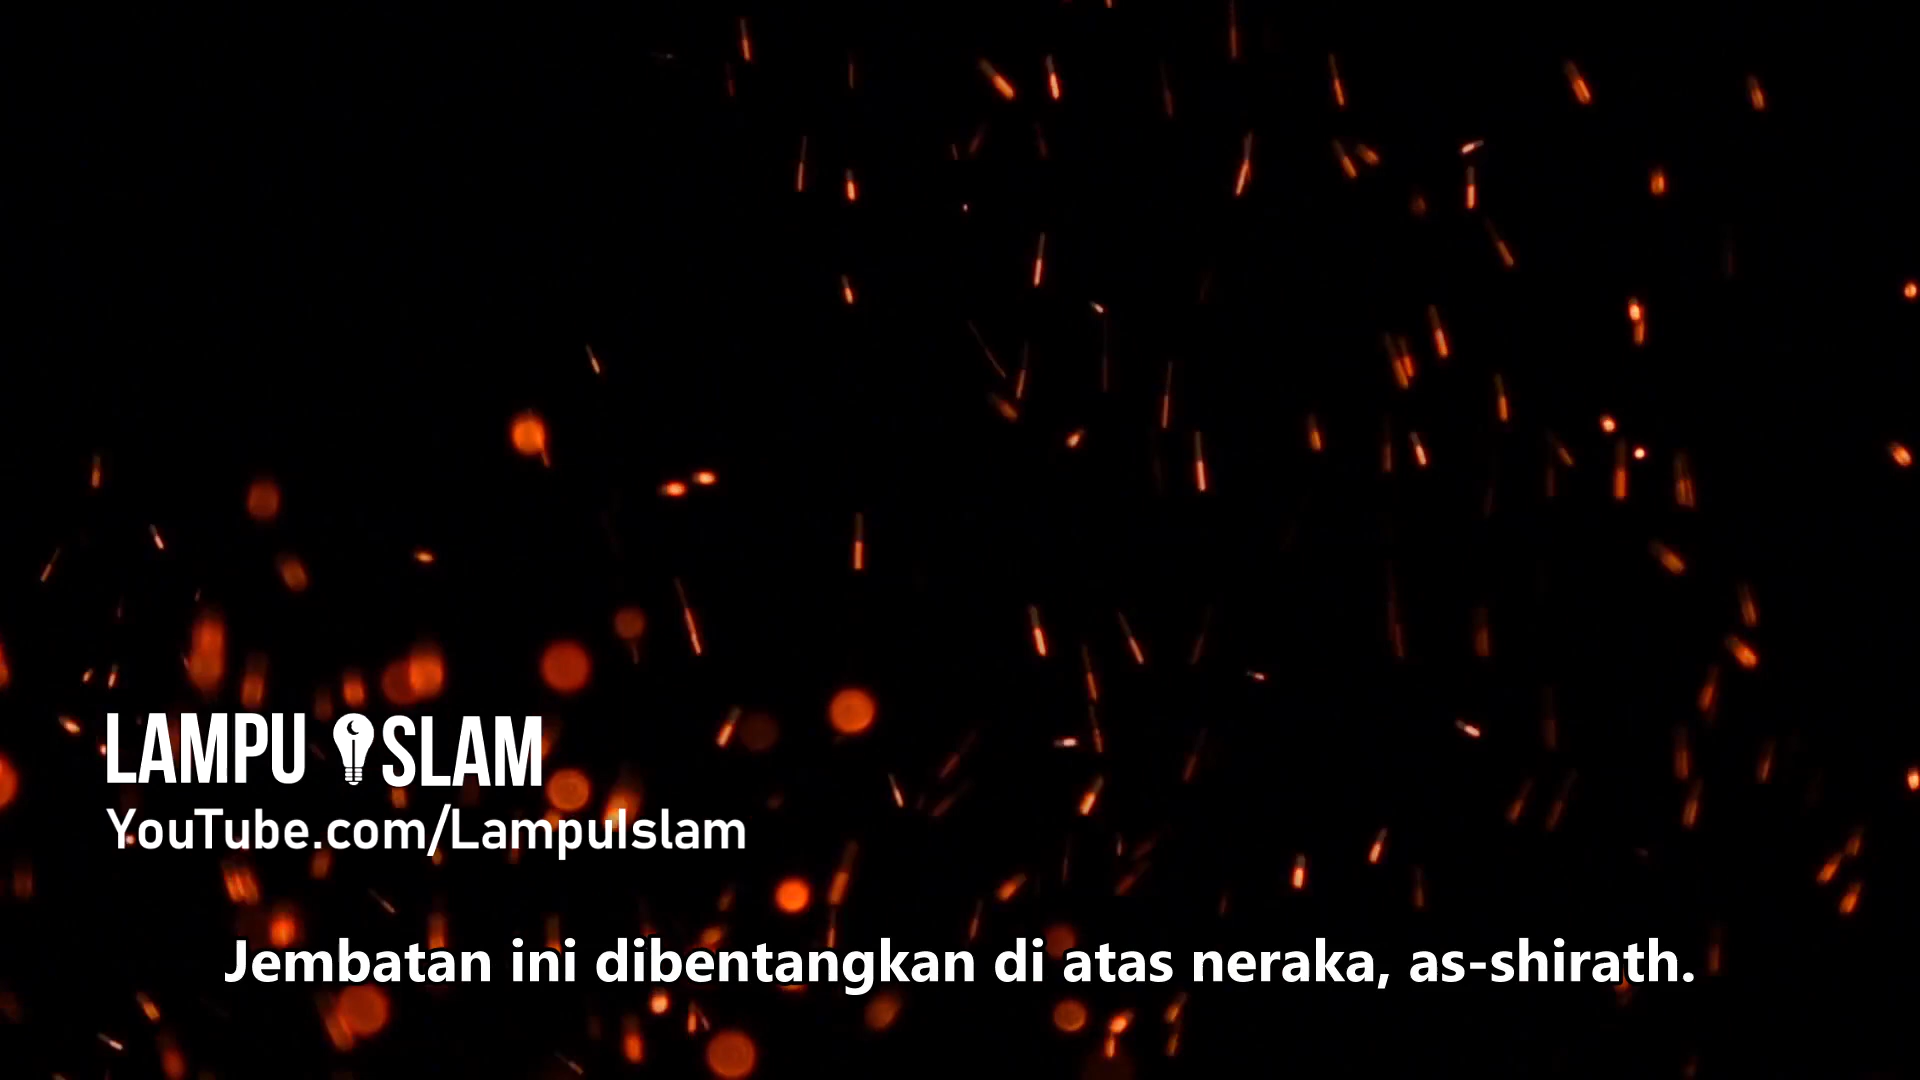 LAMPU ISLAM
YouTube.com/LampuIslam
Jembatan ini dibentangkan di atas neraka, as-shirath.